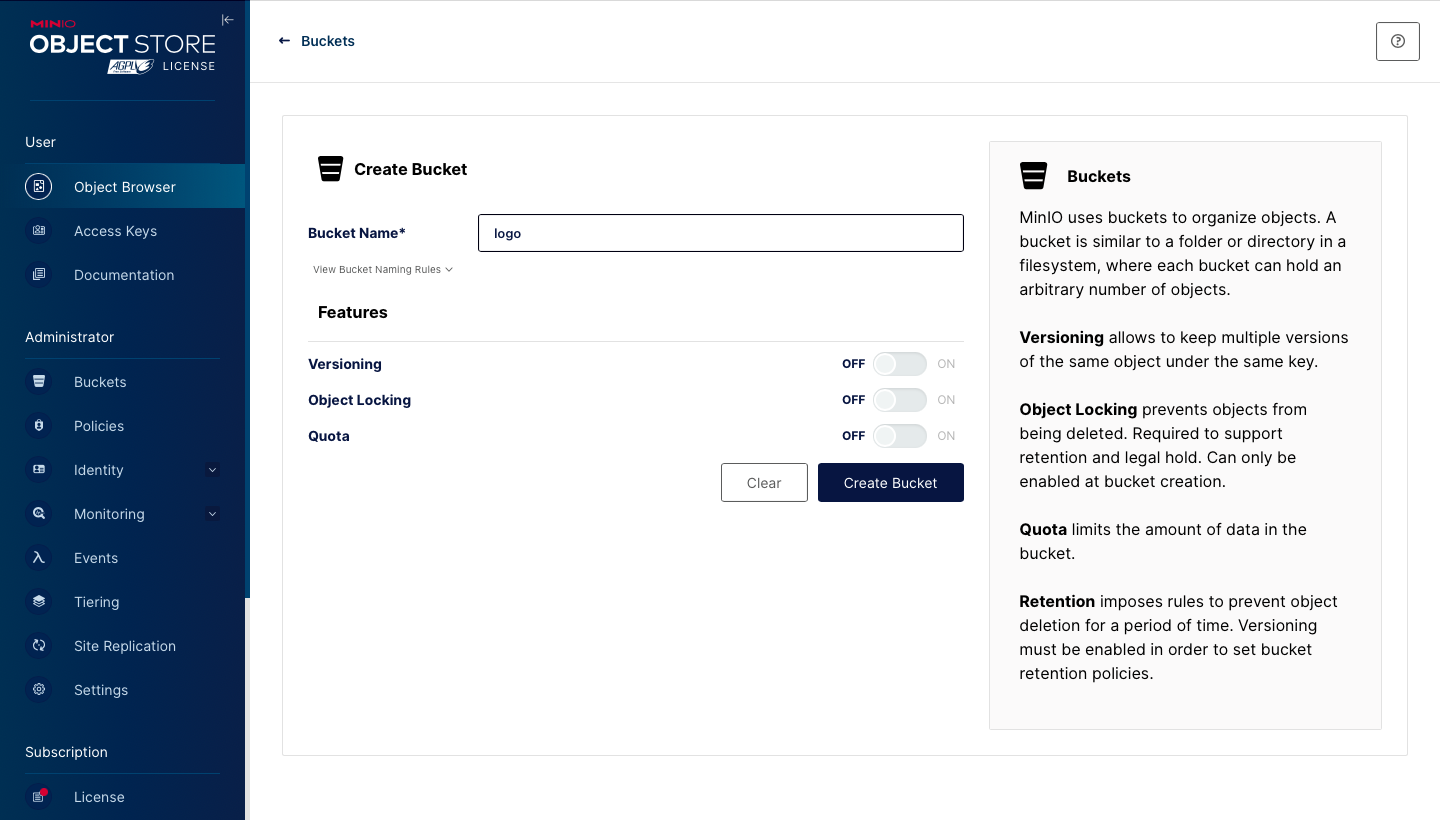 MINIO
OBJECT STORE
AGPL V3 LICENSE
User
Object Browser
Access Keys
Documentation
Administrator
Buckets
Policies
Identity
Monitoring
Events
Tiering
Site Replication
Settings
Subscription
License
Buckets
Create Bucket
Bucket Name*
logo
View Bucket Naming Rules
Features
Versioning
OFF
ON
Object Locking
OFF
ON
Quota
OFF
ON
Clear
Create Bucket
Buckets
MinIO uses buckets to organize objects. A
bucket is similar to a folder or directory in a
filesystem, where each bucket can hold an
arbitrary number of objects.
Versioning allows to keep multiple versions
of the same object under the same key.
Object Locking prevents objects from
being deleted. Required to support
retention and legal hold. Can only be
enabled at bucket creation.
Quota limits the amount of data in the
bucket.
Retention imposes rules to prevent object
deletion for a period of time. Versioning
must be enabled in order to set bucket
retention policies.